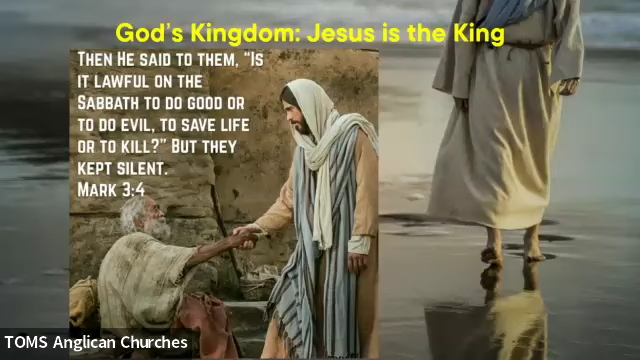 God's Kingdom: Jesus is the King
Then He said to them, "Is
it lawful on the
Sabbath to do good or
to do evil, to save life
or to kill?" But they
kept silent.
Mark 3:4
TOMS Anglican Churches